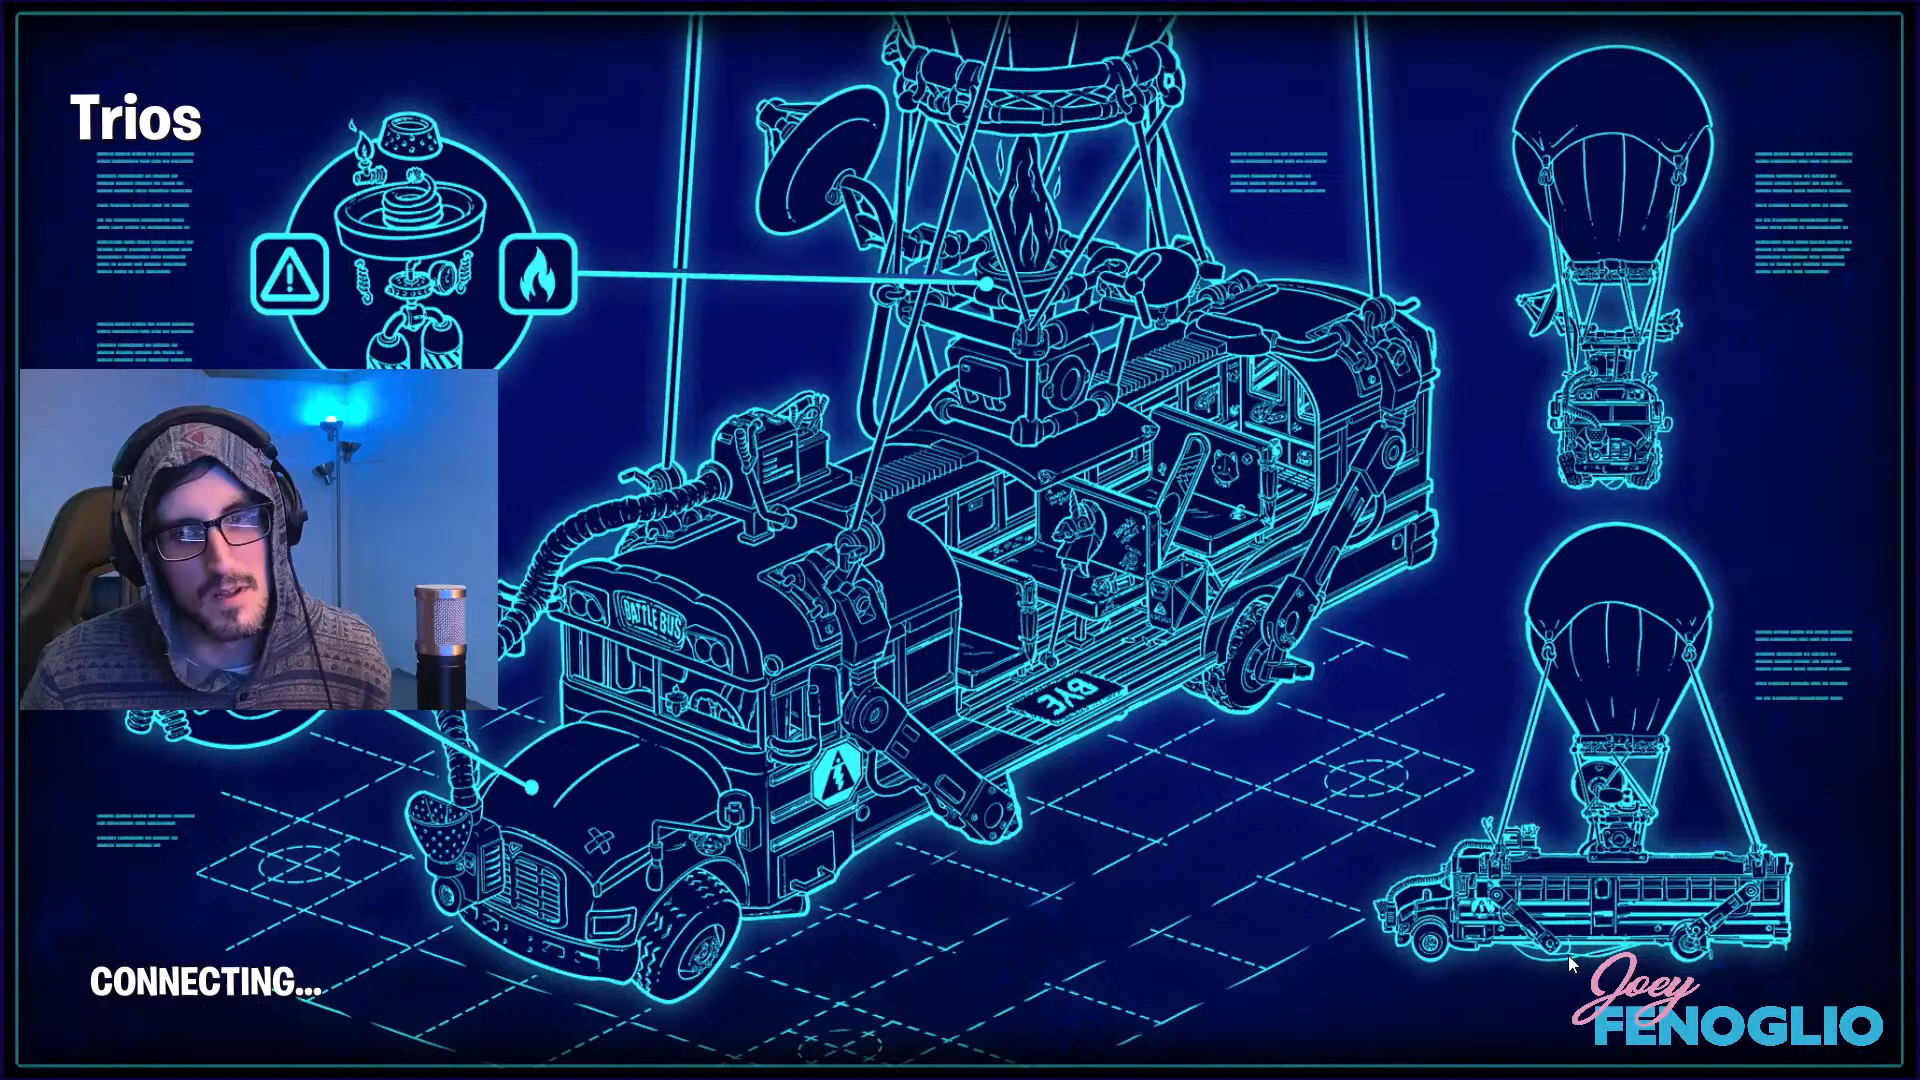 Trios
BATTLE BUS
BYE
CONNECTING...
Joey
FENOGLIO